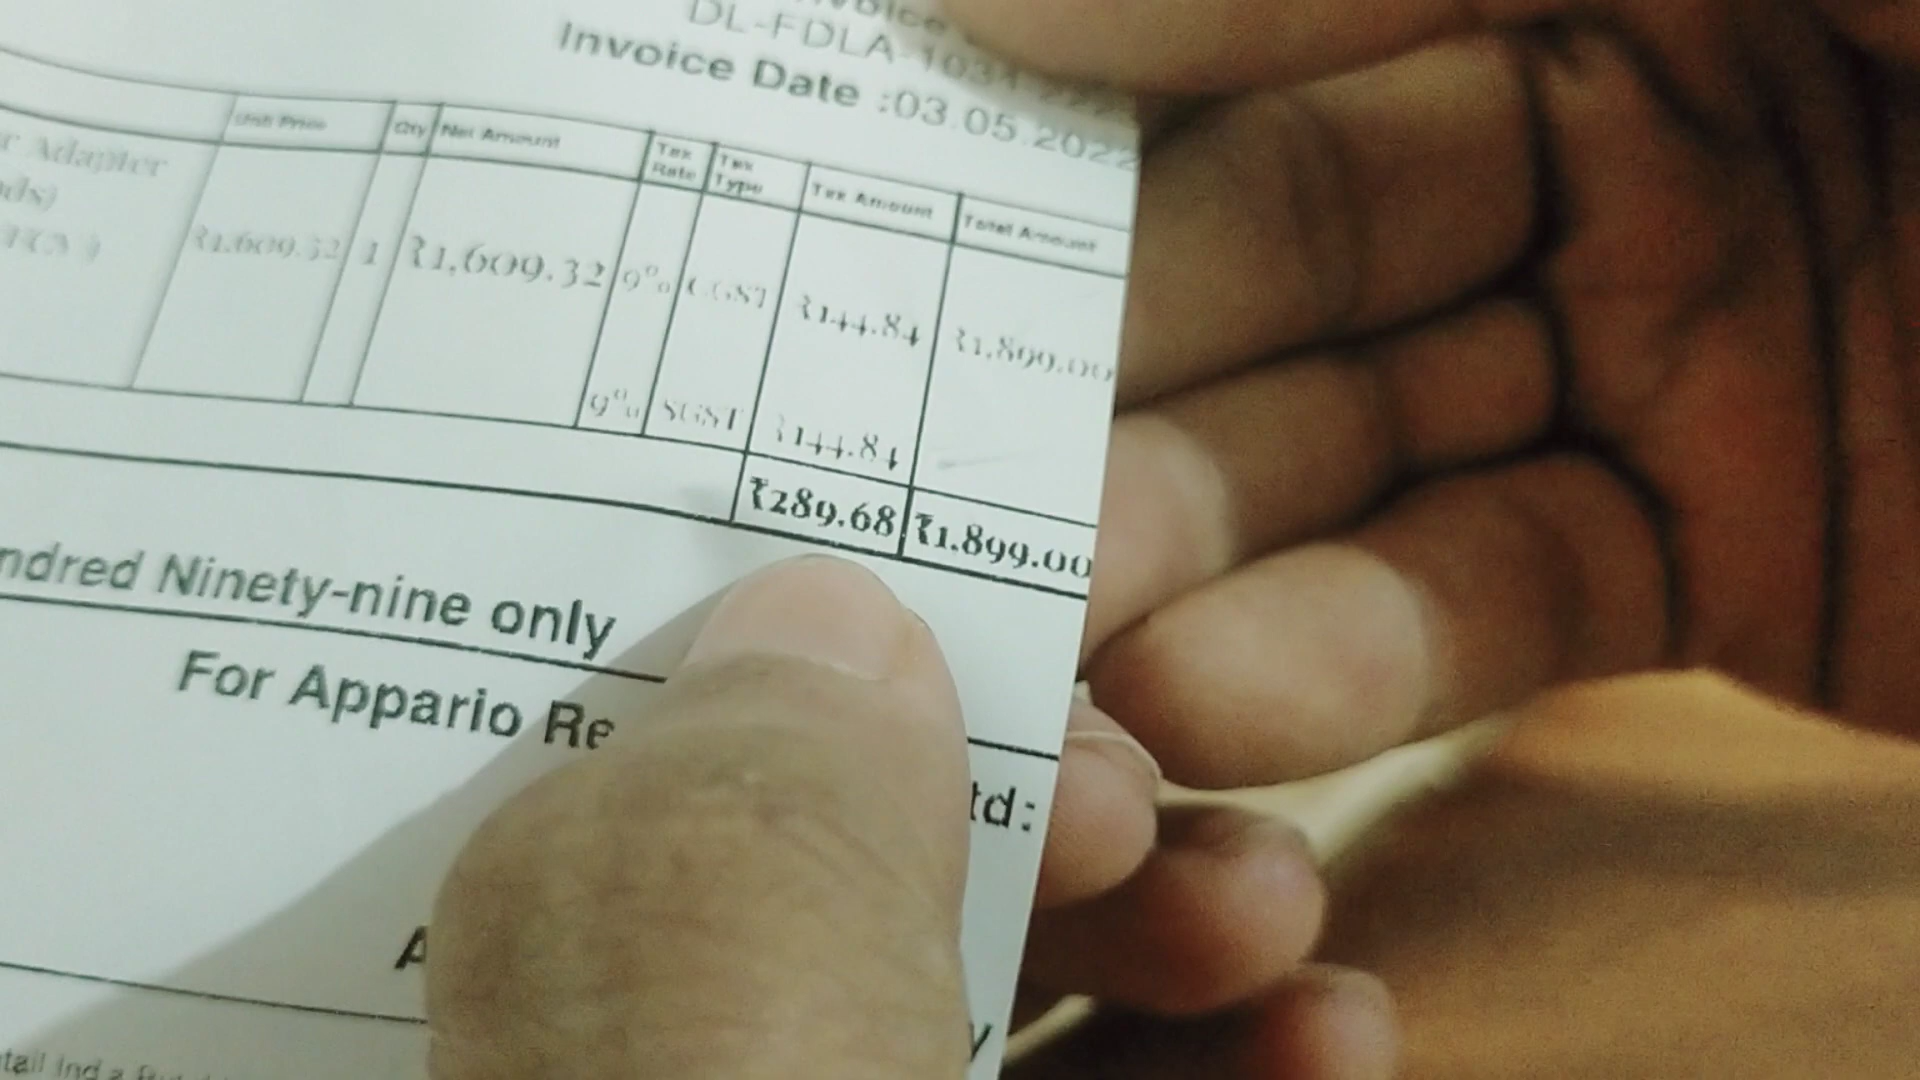 DL-FDLA-1031
Invoice Date :03.05.2022
Unit Price Qty Net Amount Tax Rate Tax Type Tax Amount Total Amount
Adapter
₹1,609.32 1 ₹1,609.32 9% CGST ₹144.84 ₹1,899.00
9% SGST ₹144.84
₹289.68 ₹1,899.00
ndred Ninety-nine only
For Appario Re
td: